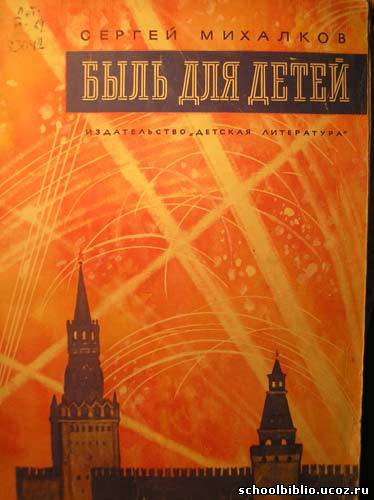 СЕРГЕЙ МИХАЛКОВ
БЫЛЬ ДЛЯ ДЕТЕЙ
ИЗДАТЕЛЬСТВО „ДЕТСКАЯ ЛИТЕРАТУРА"
schoolbiblio.ucoz.ru